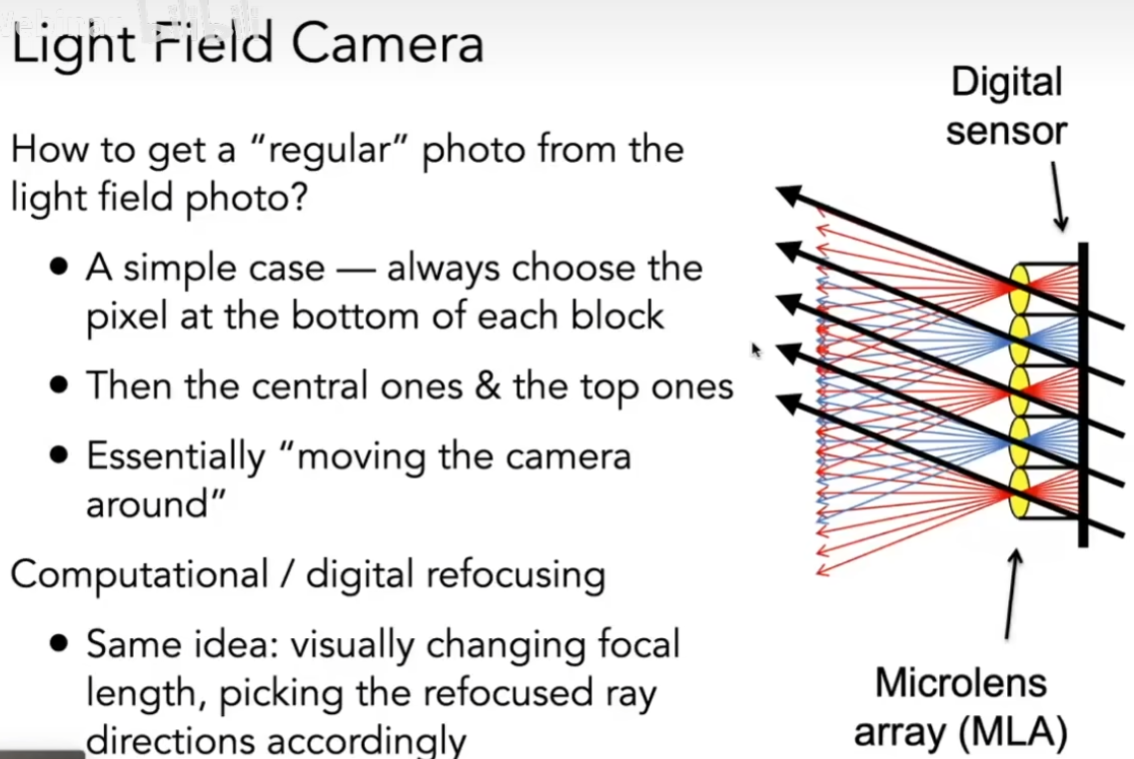 Light Field Camera
How to get a “regular” photo from the
light field photo?
• A simple case — always choose the
pixel at the bottom of each block
• Then the central ones & the top ones
• Essentially “moving the camera
around”
Computational / digital refocusing
• Same idea: visually changing focal
length, picking the refocused ray
directions accordingly
Digital
sensor
Microlens
array (MLA)